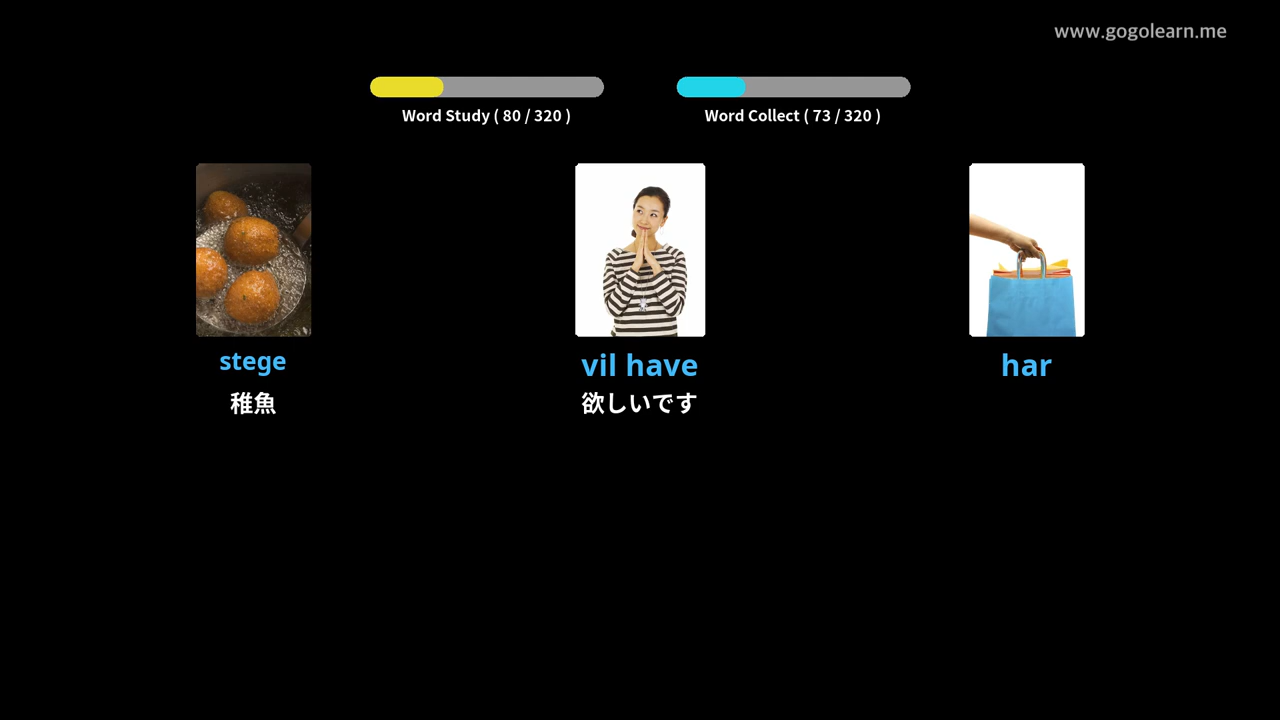 www.gogolearn.me
Word Study ( 80 / 320 )
Word Collect ( 73 / 320 )
stege
vil have
har
稚魚
欲しいです